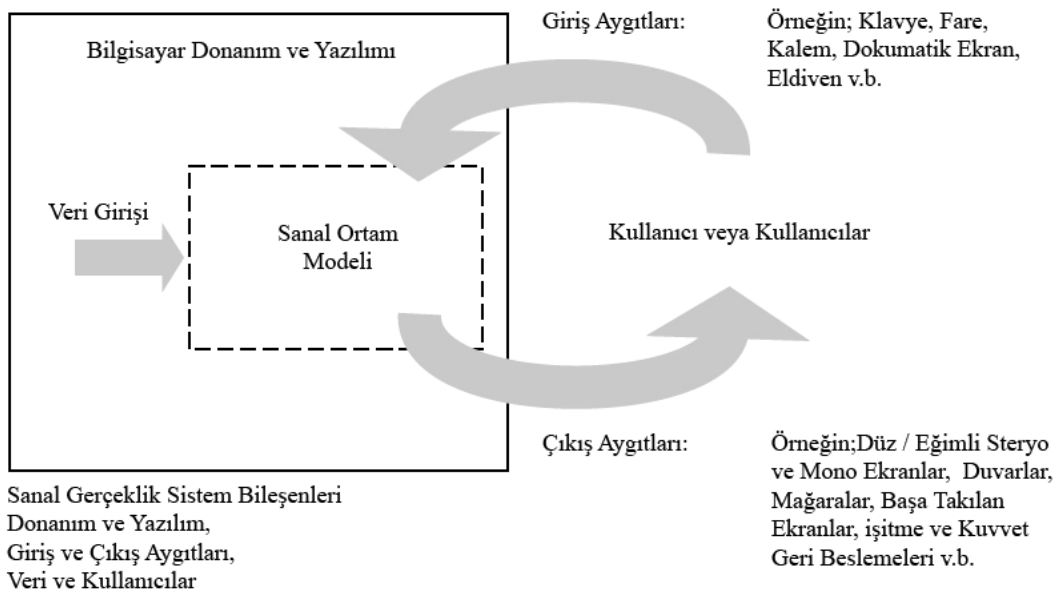 Bilgisayar Donanım ve Yazılımı
Giriş Aygıtları:
Örneğin; Klavye, Fare,
Kalem, Dokumatik Ekran,
Eldiven v.b.
Veri Girişi
Sanal Ortam
Modeli
Kullanıcı veya Kullanıcılar
Çıkış Aygıtları:
Örneğin;Düz / Eğimli Steryo
ve Mono Ekranlar, Duvarlar,
Mağaralar, Başa Takılan
Ekranlar, işitme ve Kuvvet
Geri Beslemeleri v.b.
Sanal Gerçeklik Sistem Bileşenleri
Donanım ve Yazılım,
Giriş ve Çıkış Aygıtları,
Veri ve Kullanıcılar